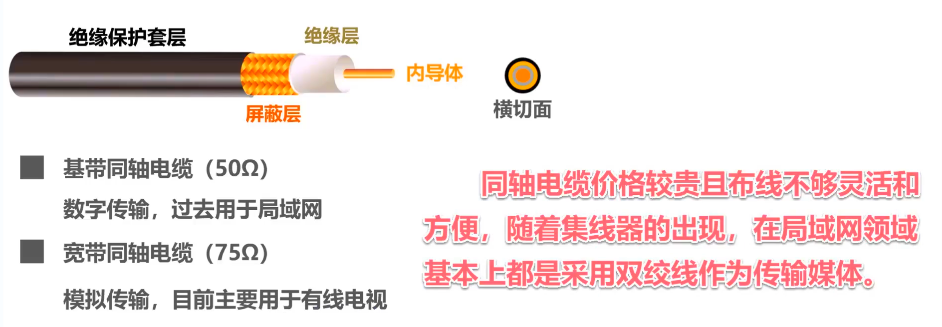 绝缘保护套层
绝缘层
内导体
屏蔽层
横切面
基带同轴电缆（50Ω）
数字传输，过去用于局域网
宽带同轴电缆（75Ω）
模拟传输，目前主要用于有线电视
同轴电缆价格较贵且布线不够灵活和
方便，随着集线器的出现，在局域网领域
基本上都是采用双绞线作为传输媒体。